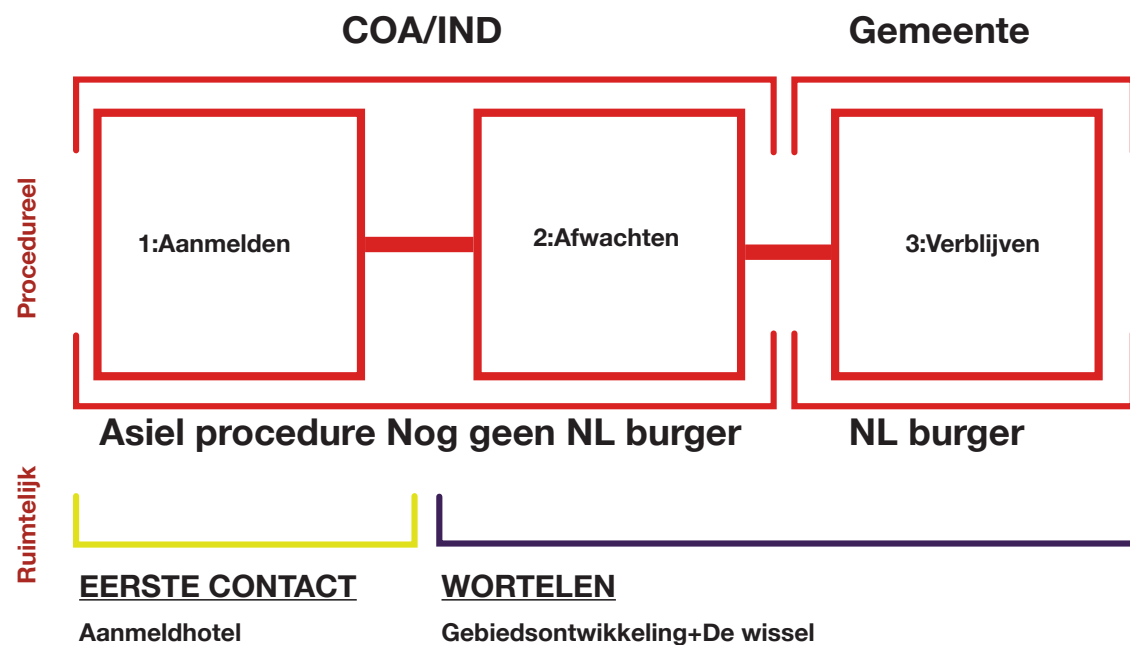 COA/IND
Gemeente
Procedureel
1:Aanmelden
2:Afwachten
3:Verblijven
Asiel procedure Nog geen NL burger
NL burger
Ruimtelijk
EERSTE CONTACT
WORTELEN
Aanmeldhotel
Gebiedsontwikkeling+De wissel